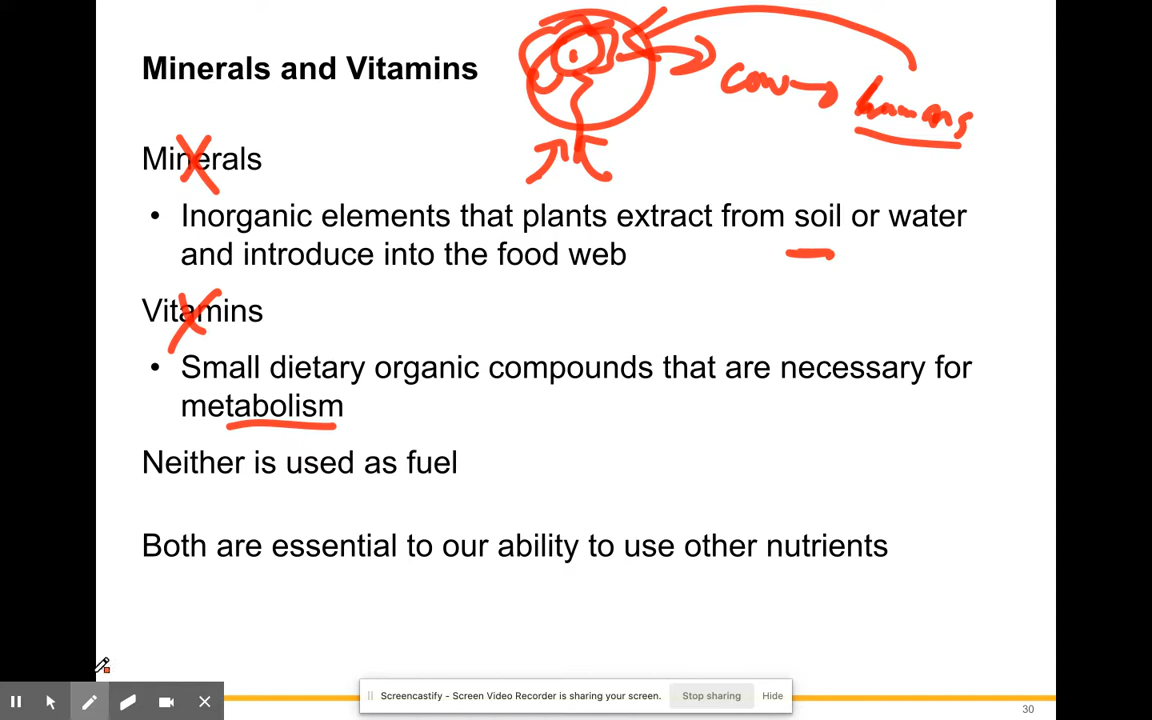 Minerals and Vitamins
cow → humans
Minerals
• Inorganic elements that plants extract from soil or water
and introduce into the food web
Vitamins
• Small dietary organic compounds that are necessary for
metabolism
Neither is used as fuel
Both are essential to our ability to use other nutrients
Screencastify - Screen Video Recorder is sharing your screen.
Stop sharing
Hide
30